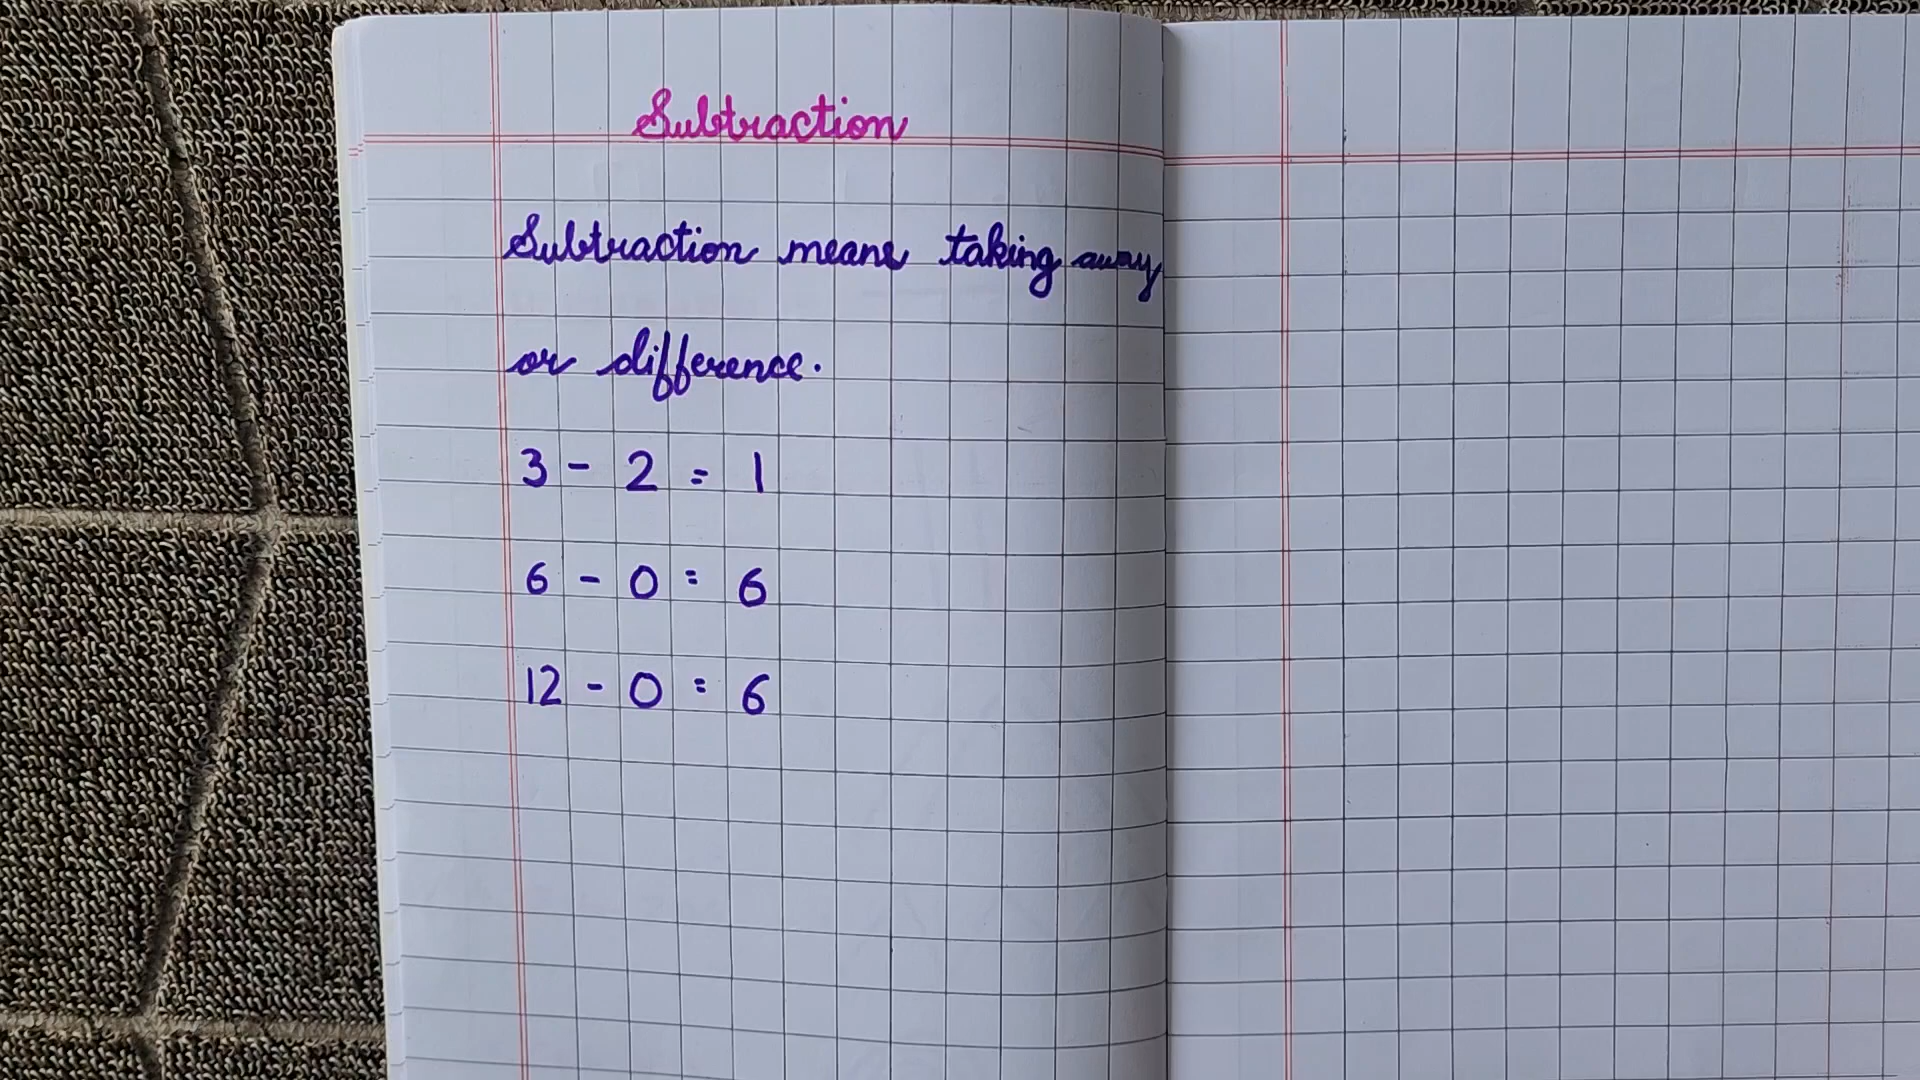 Subtraction
Subtraction means taking away
or difference.
3 - 2 = 1
6 - 0 = 6
12 - 0 = 6